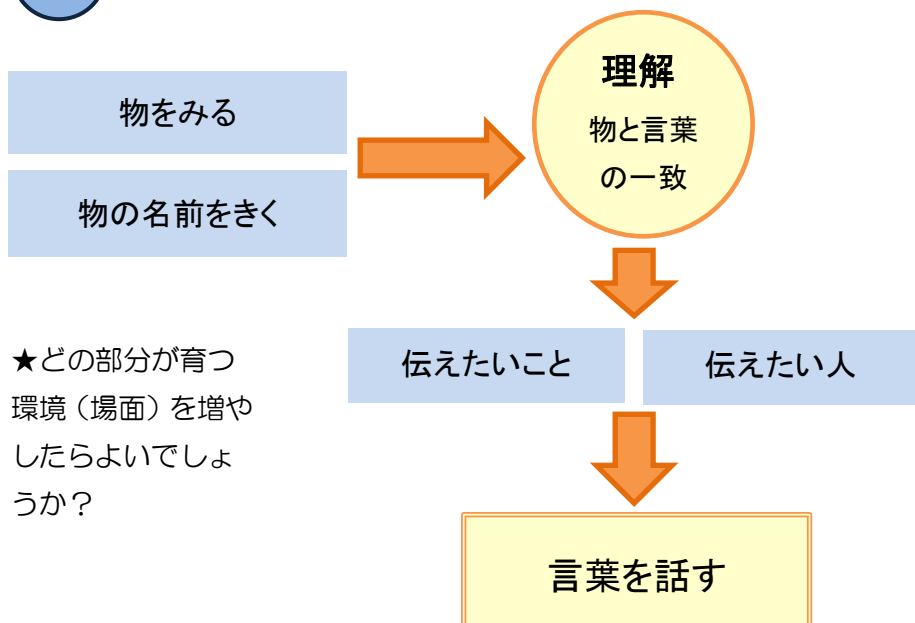 物をみる
物の名前をきく
理解
物と言葉
の一致
伝えたいこと
伝えたい人
★どの部分が育つ
環境（場面）を増や
したらよいでしょ
うか？
言葉を話す